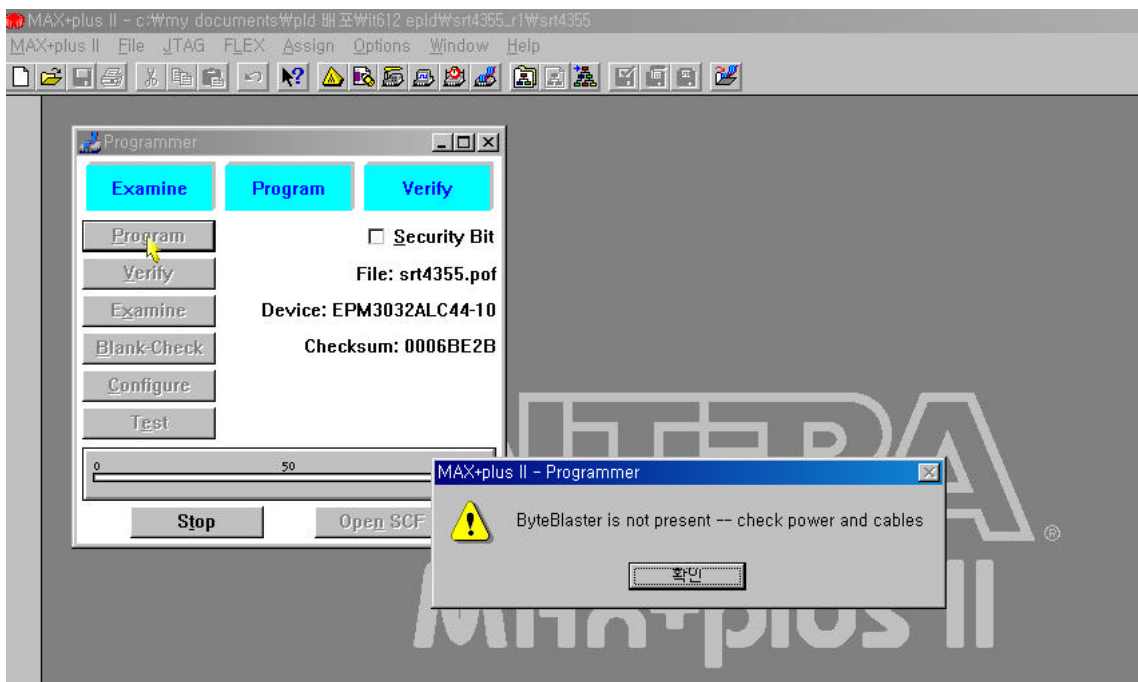 MAX+plus II - c:\my documents\pld 배포\it612 epld\srt4355_r1\srt4355
MAX+plus II File JTAG FLEX Assign Options Window Help
Programmer
Examine Program Verify
Program
Security Bit
Verify
File: srt4355.pof
Examine
Device: EPM3032ALC44-10
Blank-Check
Checksum: 0006BE2B
Configure
Test
0 50
Stop Open SCF
MAX+plus II - Programmer
ByteBlaster is not present -- check power and cables
확인
®
MAX+plus II